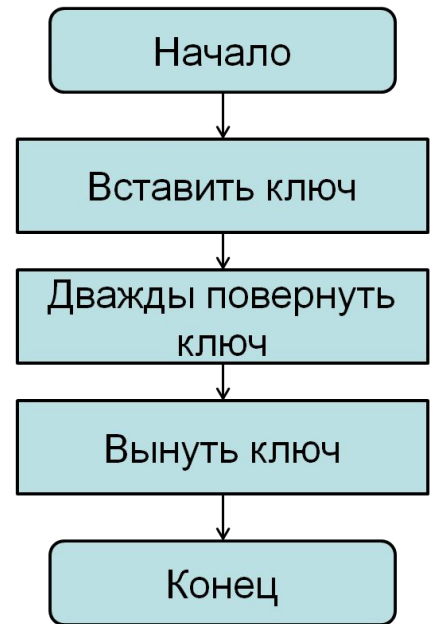 Начало
Вставить ключ
Дважды повернуть
ключ
Вынуть ключ
Конец